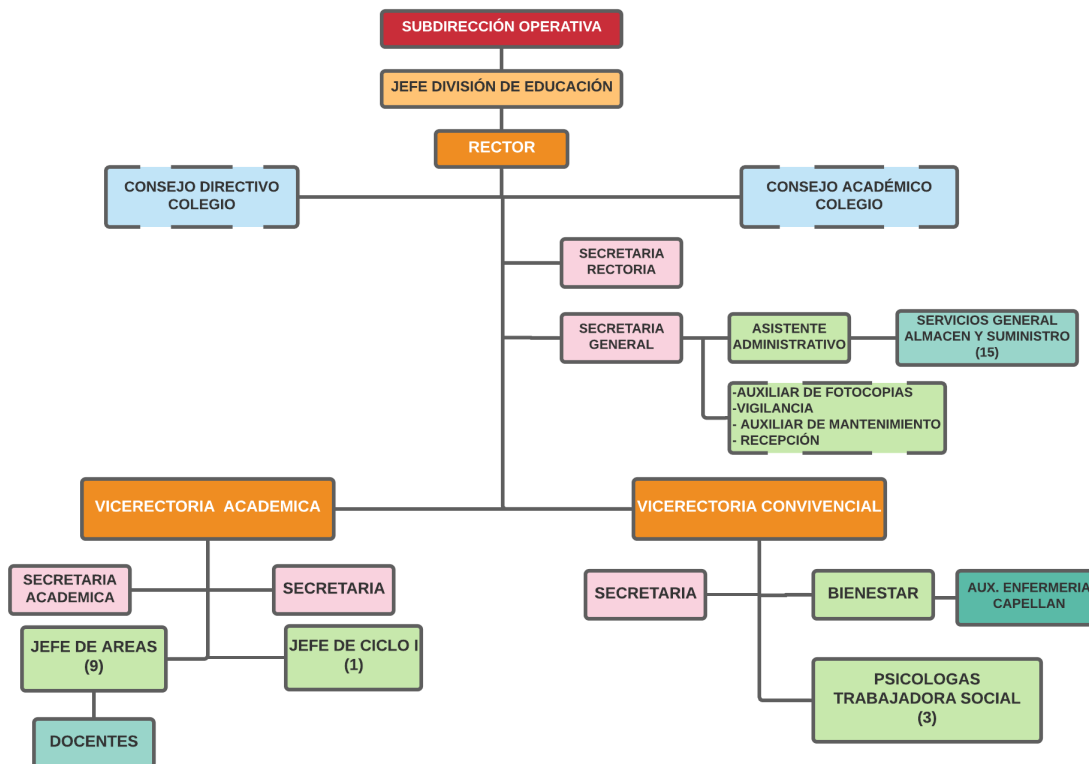 SUBDIRECCIÓN OPERATIVA
JEFE DIVISIÓN DE EDUCACIÓN
RECTOR
CONSEJO DIRECTIVO
COLEGIO
CONSEJO ACADÉMICO
COLEGIO
SECRETARIA
RECTORIA
SECRETARIA
GENERAL
ASISTENTE
ADMINISTRATIVO
SERVICIOS GENERAL
ALMACEN Y SUMINISTRO
(15)
-AUXILIAR DE FOTOCOPIAS
-VIGILANCIA
- AUXILIAR DE MANTENIMIENTO
- RECEPCIÓN
VICERECTORIA ACADEMICA
VICERECTORIA CONVIVENCIAL
SECRETARIA
ACADEMICA
SECRETARIA
JEFE DE AREAS
(9)
JEFE DE CICLO I
(1)
DOCENTES
SECRETARIA
BIENESTAR
AUX. ENFERMERIA
CAPELLAN
PSICOLOGAS
TRABAJADORA SOCIAL
(3)